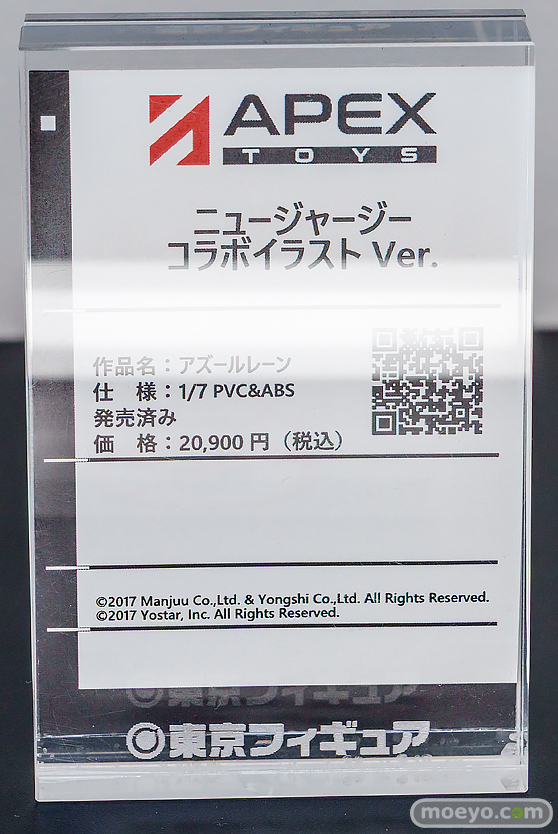 APEX
TOYS
ニュージャージー
コラボイラスト Ver.
作品名：アズールレーン
仕　様：1/7 PVC&ABS
発売済み
価　格：20,900 円（税込）
©2017 Manjuu Co.,Ltd. & Yongshi Co.,Ltd. All Rights Reserved.
©2017 Yostar, Inc. All Rights Reserved.
東京フィギュア
moeyo.com